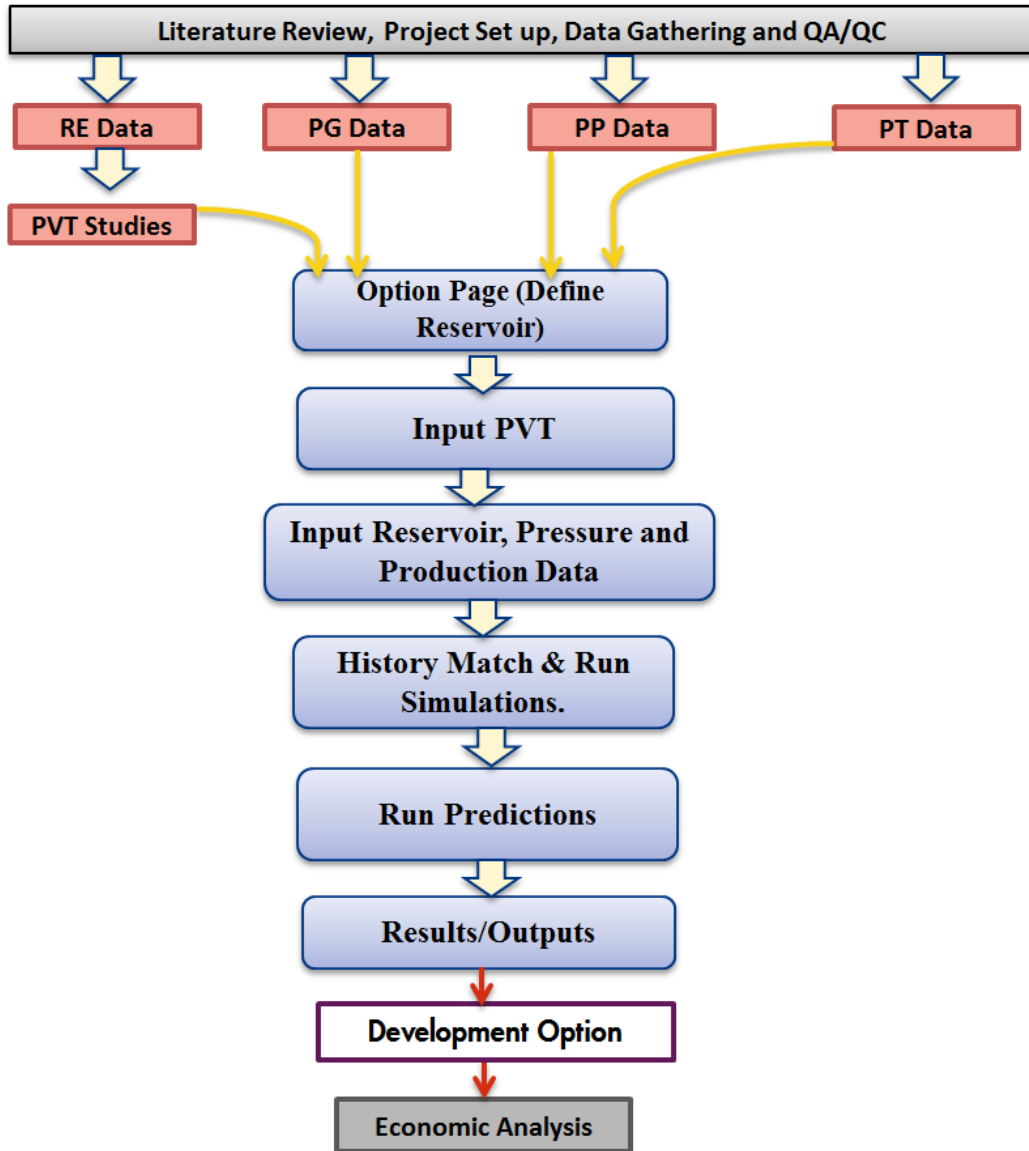 Literature Review, Project Set up, Data Gathering and QA/QC
RE Data
PG Data
PP Data
PT Data
PVT Studies
Option Page (Define
Reservoir)
Input PVT
Input Reservoir, Pressure and
Production Data
History Match & Run
Simulations.
Run Predictions
Results/Outputs
Development Option
Economic Analysis